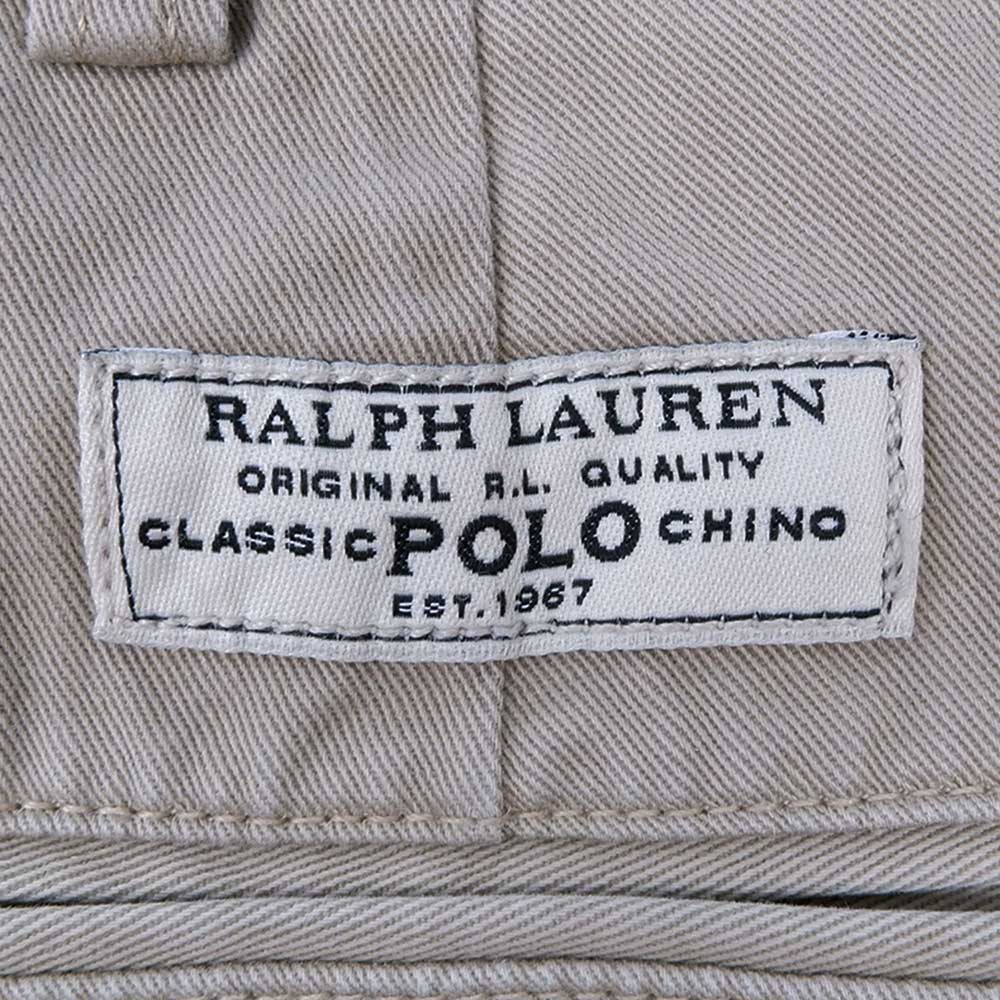 RALPH LAUREN
ORIGINAL R.L. QUALITY
CLASSIC POLO CHINO
EST. 1967